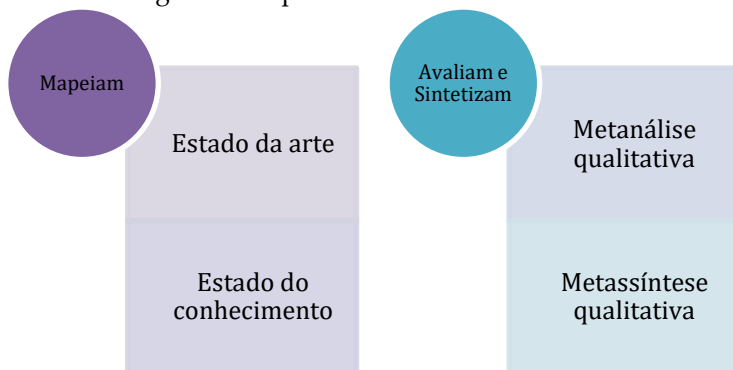 Mapeiam
Estado da arte
Estado do
conhecimento
Avaliam e
Sintetizam
Metanálise
qualitativa
Metassíntese
qualitativa